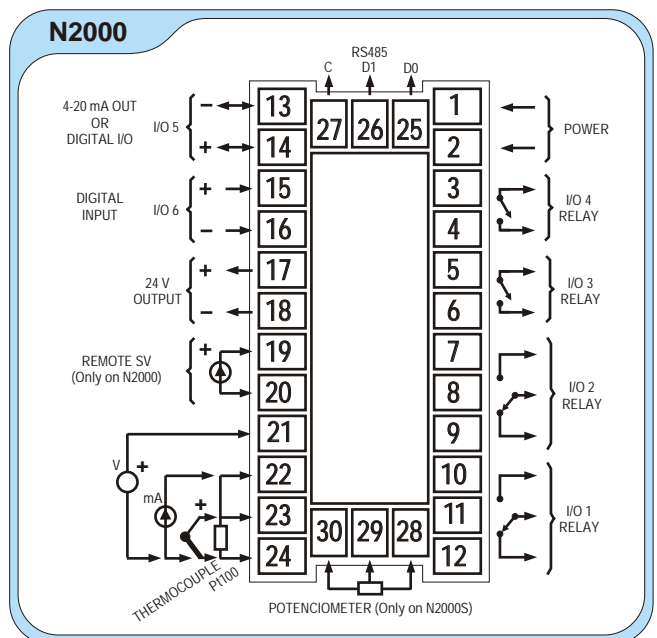 N2000
RS485
C D1 D0
4-20 mA OUT
OR
DIGITAL I/O
I/O 5
−
+
13
14
27
26
25
1
2
POWER
DIGITAL
INPUT
I/O 6
+
−
15
16
3
4
I/O 4
RELAY
24 V
OUTPUT
+
−
17
18
5
6
I/O 3
RELAY
REMOTE SV
(Only on N2000)
+
19
20
7
8
9
I/O 2
RELAY
21
V
+
mA
+
22
23
24
THERMOCOUPLE
Pt100
30
29
28
10
11
12
I/O 1
RELAY
POTENCIOMETER (Only on N2000S)